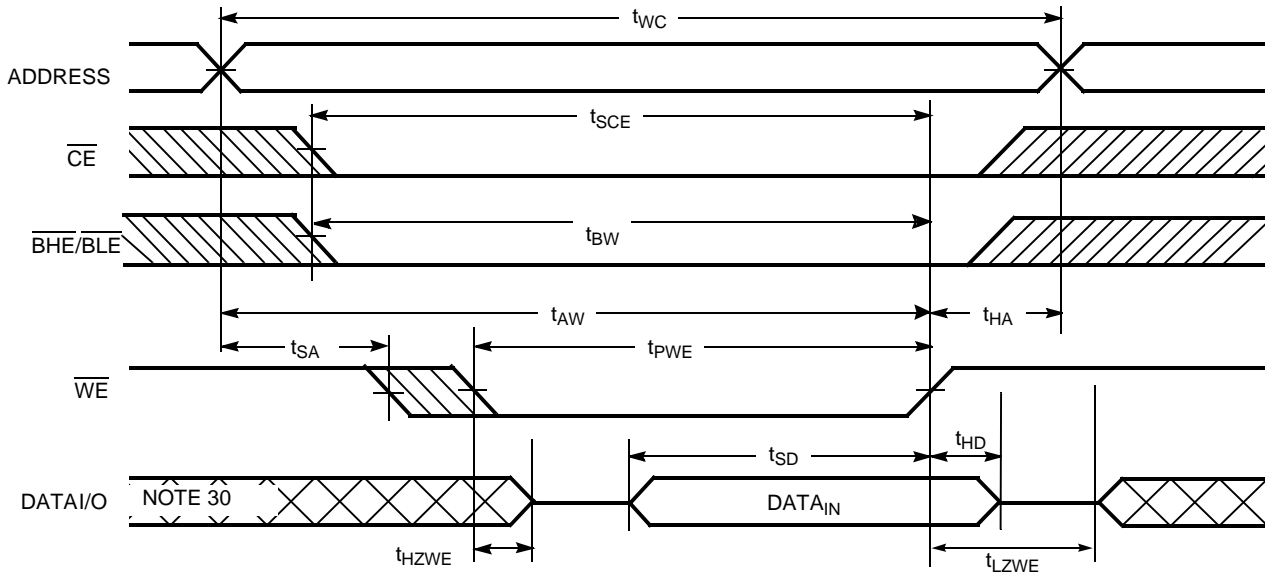 tWC
ADDRESS
tSCE
CE
tBW
BHE/BLE
tAW
tHA
tSA
tPWE
WE
tHD
tSD
DATAI/O
NOTE 30
DATAIN
tHZWE
tLZWE